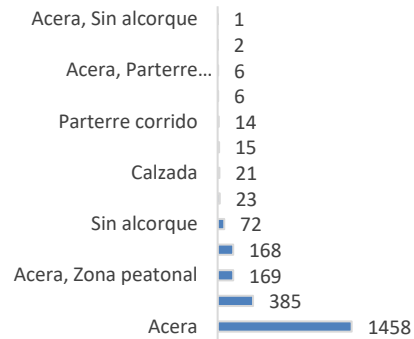 Acera, Sin alcorque 1
2
Acera, Parterre… 6
6
Parterre corrido 14
15
Calzada 21
23
Sin alcorque 72
168
Acera, Zona peatonal 169
385
Acera 1458